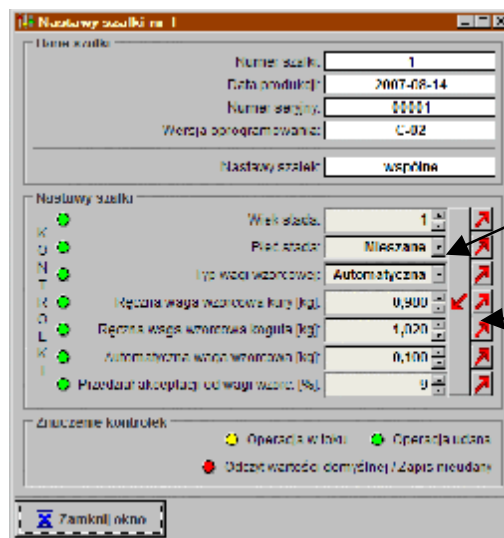 Nastawy szalki nr 1
Dane szalki
Numer szalki: 1
Data produkcji: 2007-08-14
Numer seryjny: 00001
Wersja oprogramowania: C-02
Nastawy szalek: wspólne
Nastawy szalki
KONTROLKI
Wiek stada: 1
Płeć stada: Mieszane
Typ wagi wzorcowej: Automatyczna
Ręczna waga wzorcowa kury [kg]: 0,980
Ręczna waga wzorcowa koguta [kg]: 1,020
Automatyczna waga wzorcowa [kg]: 0,100
Przedział akceptacji od wagi wzorc. [%]: 9
Znaczenie kontrolek
Operacja w toku Operacja udana
Odczyt wartości domyślnej / Zapis nieudany
Zamknij okno